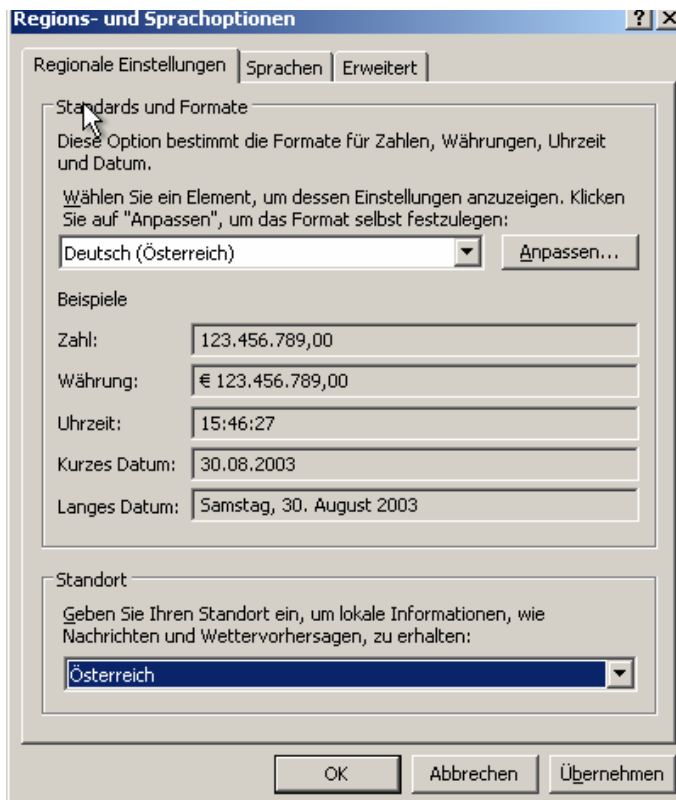 Regions- und Sprachoptionen
Regionale Einstellungen Sprachen Erweitert
Standards und Formate
Diese Option bestimmt die Formate für Zahlen, Währungen, Uhrzeit
und Datum.
Wählen Sie ein Element, um dessen Einstellungen anzuzeigen. Klicken
Sie auf "Anpassen", um das Format selbst festzulegen:
Deutsch (Österreich) Anpassen...
Beispiele
Zahl: 123.456.789,00
Währung: € 123.456.789,00
Uhrzeit: 15:46:27
Kurzes Datum: 30.08.2003
Langes Datum: Samstag, 30. August 2003
Standort
Geben Sie Ihren Standort ein, um lokale Informationen, wie
Nachrichten und Wettervorhersagen, zu erhalten:
Österreich
OK Abbrechen Übernehmen